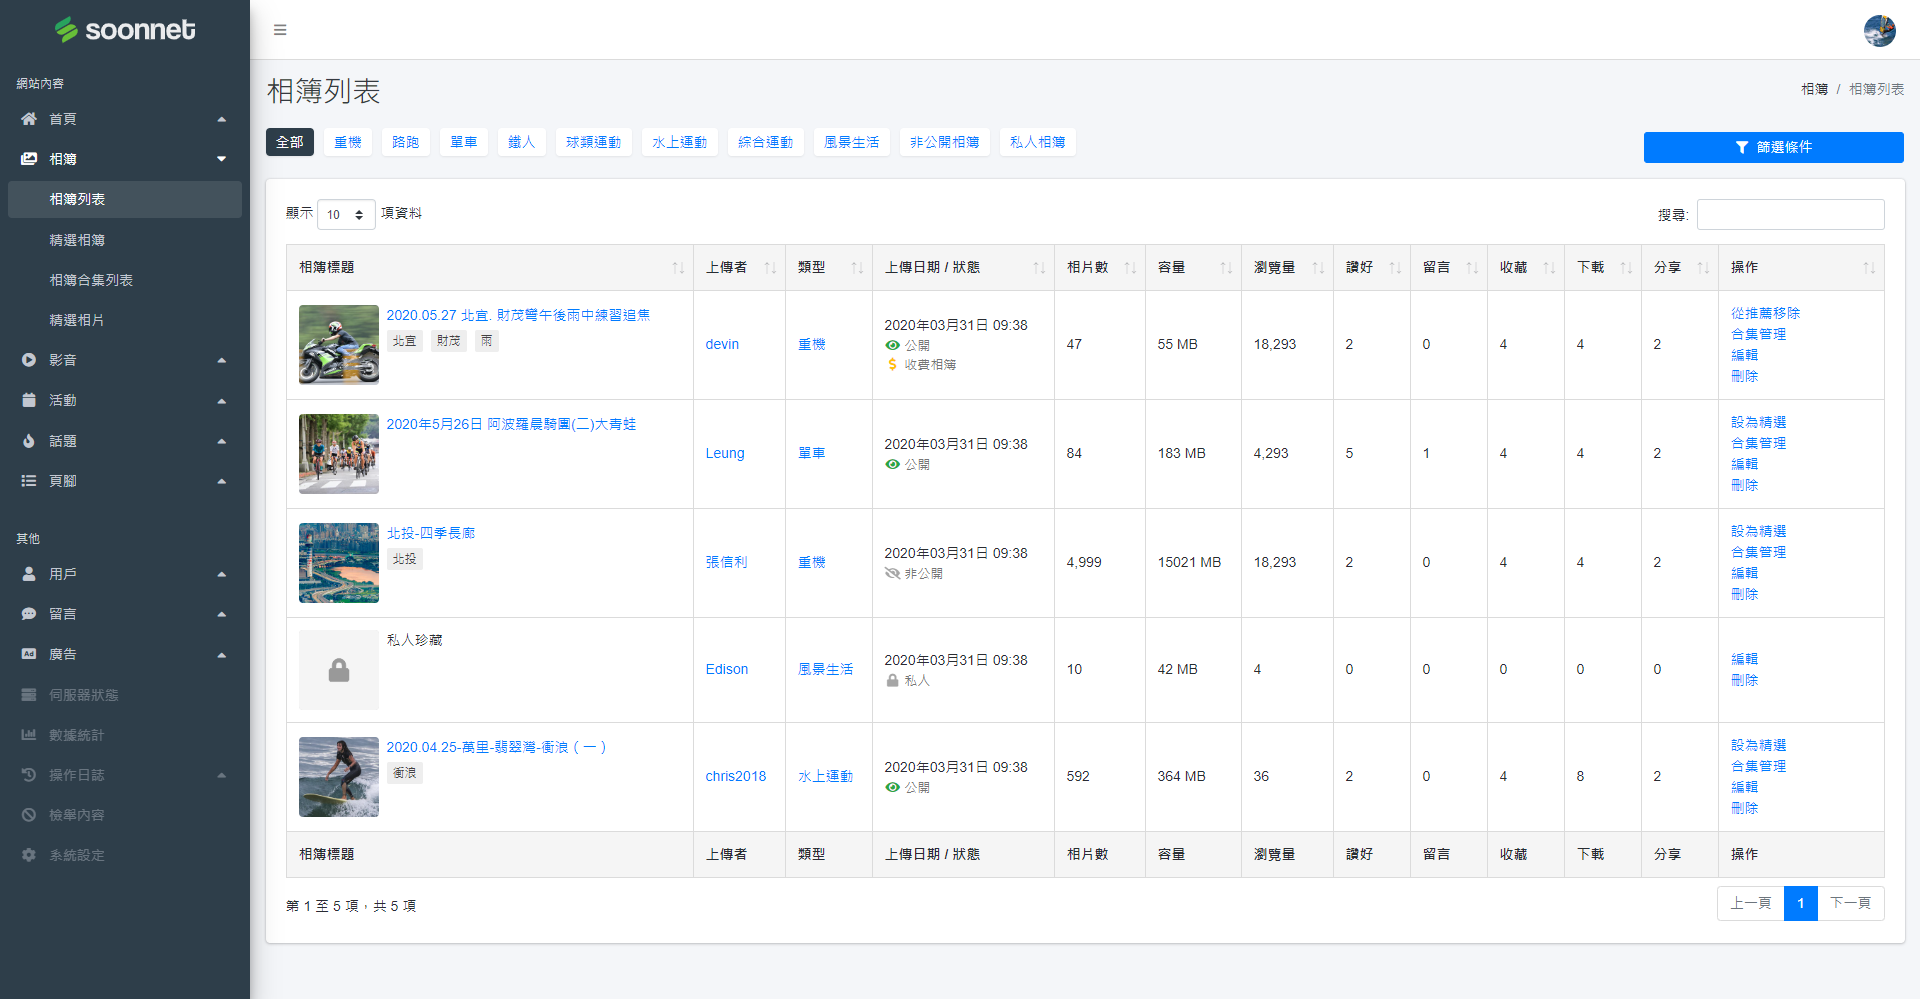 soonnet
網站內容
首頁
相簿
相簿列表
精選相簿
相簿合集列表
精選相片
影音
活動
話題
頁腳
其他
用戶
留言
Ad 廣告
伺服器狀態
數據統計
操作日誌
檢舉內容
系統設定
相簿列表
相簿 / 相簿列表
全部 重機 路跑 單車 鐵人 球類運動 水上運動 綜合運動 風景生活 非公開相簿 私人相簿
篩選條件
顯示 10 項資料
搜尋:
相簿標題 上傳者 類型 上傳日期 / 狀態 相片數 容量 瀏覽量 讚好 留言 收藏 下載 分享 操作
2020.05.27 北宜. 財茂彎午後雨中練習追焦
北宜 財茂 雨
devin 重機
2020年03月31日 09:38
公開
$ 收費相簿
47 55 MB 18,293 2 0 4 4 2
從推薦移除
合集管理
編輯
刪除
2020年5月26日 阿波羅晨騎團(二)大青蛙
Leung 單車
2020年03月31日 09:38
公開
84 183 MB 4,293 5 1 4 4 2
設為精選
合集管理
編輯
刪除
北投-四季長廊
北投
張信利 重機
2020年03月31日 09:38
非公開
4,999 15021 MB 18,293 2 0 4 4 2
設為精選
合集管理
編輯
刪除
私人珍藏
Edison 風景生活
2020年03月31日 09:38
私人
10 42 MB 4 0 0 0 0 0
編輯
刪除
2020.04.25-萬里-翡翠灣-衝浪（一）
衝浪
chris2018 水上運動
2020年03月31日 09:38
公開
592 364 MB 36 2 0 4 8 2
設為精選
合集管理
編輯
刪除
相簿標題 上傳者 類型 上傳日期 / 狀態 相片數 容量 瀏覽量 讚好 留言 收藏 下載 分享 操作
第 1 至 5 項，共 5 項
上一頁 1 下一頁